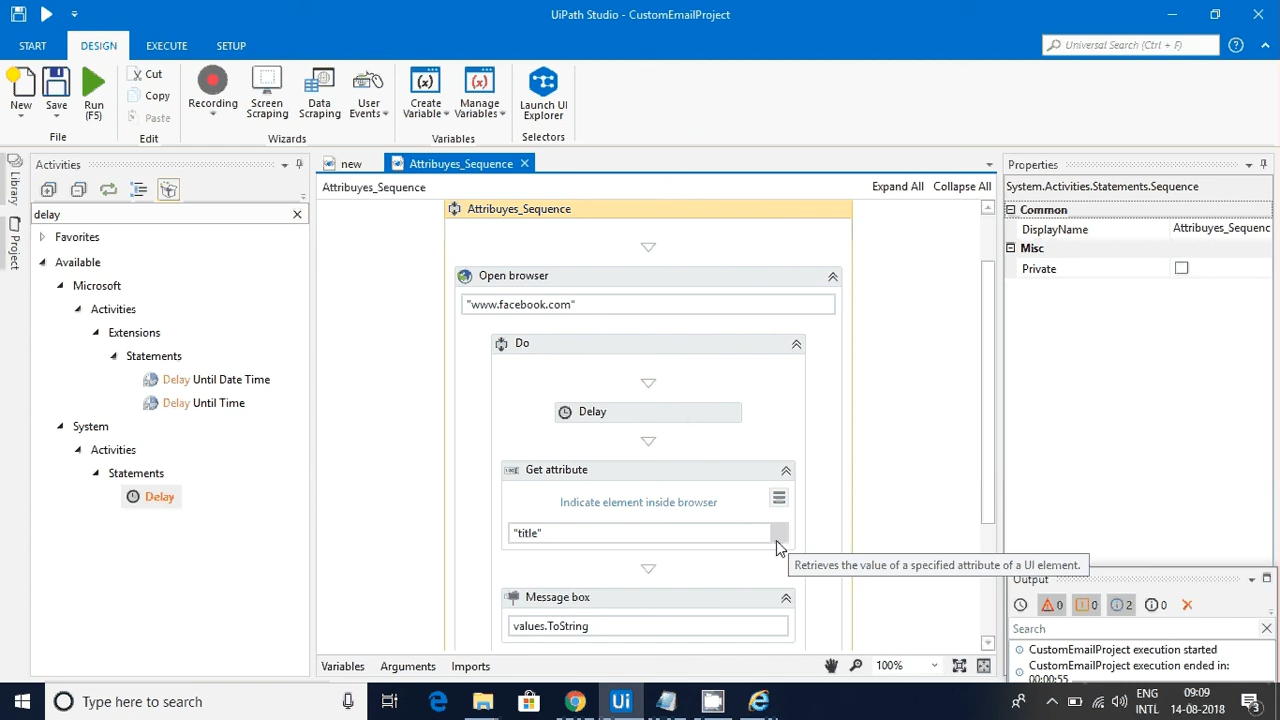 UiPath Studio - CustomEmailProject
START
DESIGN
EXECUTE
SETUP
Universal Search (Ctrl + F)
New
Save
Run
(F5)
Cut
Copy
Paste
Recording
Screen
Scraping
Data
Scraping
User
Events
Create
Variable
Manage
Variables
Launch UI
Explorer
File
Edit
Wizards
Variables
Selectors
Library
Project
Activities
delay
Favorites
Available
Microsoft
Activities
Extensions
Statements
Delay Until Date Time
Delay Until Time
System
Activities
Statements
Delay
new
Attribuyes_Sequence
Attribuyes_Sequence
Expand All
Collapse All
Attribuyes_Sequence
Open browser
"www.facebook.com"
Do
Delay
Get attribute
Indicate element inside browser
"title"
Retrieves the value of a specified attribute of a UI element.
Message box
values.ToString
Variables
Arguments
Imports
100%
Properties
System.Activities.Statements.Sequence
Common
DisplayName
Attribuyes_Sequenc
Misc
Private
Output
0
0
2
0
Search
CustomEmailProject execution started
CustomEmailProject execution ended in:
00:00:55
Type here to search
Ui
ENG
INTL
09:09
14-08-2018
3